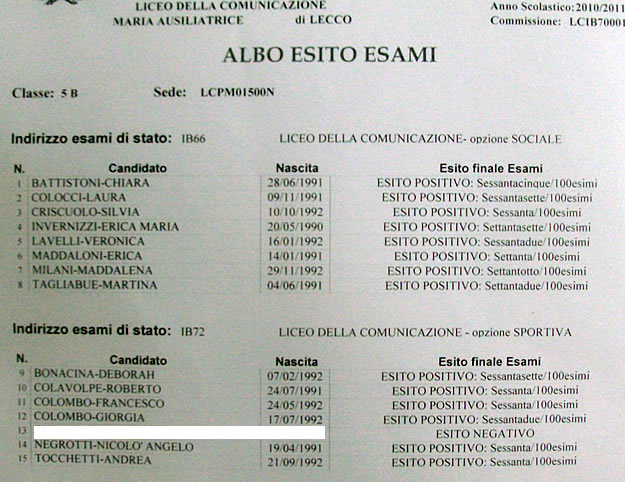 LICEO DELLA COMUNICAZIONE
MARIA AUSILIATRICE di LECCO
Anno Scolastico:2010/2011
Commissione: LCIB70001
ALBO ESITO ESAMI
Classe: 5 B Sede: LCPM01500N
Indirizzo esami di stato: IB66 LICEO DELLA COMUNICAZIONE- opzione SOCIALE
N. Candidato Nascita Esito finale Esami
1 BATTISTONI-CHIARA 28/06/1991 ESITO POSITIVO: Sessantacinque/100esimi
2 COLOCCI-LAURA 09/11/1991 ESITO POSITIVO: Sessantasette/100esimi
3 CRISCUOLO-SILVIA 10/10/1992 ESITO POSITIVO: Sessanta/100esimi
4 INVERNIZZI-ERICA MARIA 20/05/1990 ESITO POSITIVO: Settantasette/100esimi
5 LAVELLI-VERONICA 16/01/1992 ESITO POSITIVO: Sessantadue/100esimi
6 MADDALONI-ERICA 14/01/1991 ESITO POSITIVO: Settanta/100esimi
7 MILANI-MADDALENA 29/11/1992 ESITO POSITIVO: Settantotto/100esimi
8 TAGLIABUE-MARTINA 04/06/1991 ESITO POSITIVO: Settantadue/100esimi
Indirizzo esami di stato: IB72 LICEO DELLA COMUNICAZIONE - opzione SPORTIVA
N. Candidato Nascita Esito finale Esami
9 BONACINA-DEBORAH 07/02/1992 ESITO POSITIVO: Sessantasette/100esimi
10 COLAVOLPE-ROBERTO 24/07/1991 ESITO POSITIVO: Sessanta/100esimi
11 COLOMBO-FRANCESCO 24/05/1992 ESITO POSITIVO: Sessanta/100esimi
12 COLOMBO-GIORGIA 17/07/1992 ESITO POSITIVO: Sessantadue/100esimi
13 ESITO NEGATIVO
14 NEGROTTI-NICOLO' ANGELO 19/04/1991 ESITO POSITIVO: Sessanta/100esimi
15 TOCCHETTI-ANDREA 21/09/1992 ESITO POSITIVO: Sessanta/100esimi